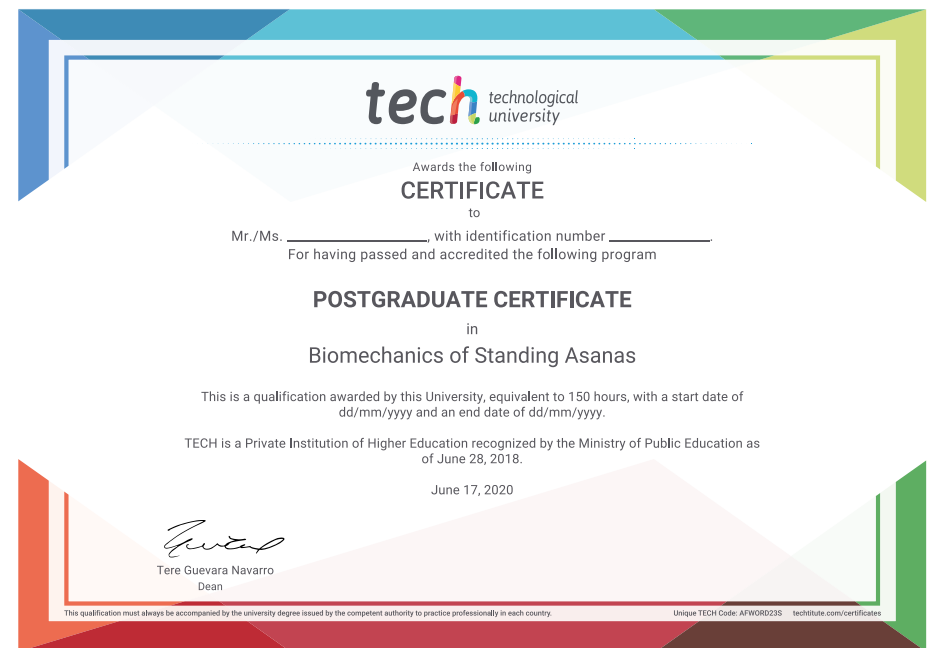 tech technological
university
Awards the following
CERTIFICATE
to
Mr./Ms. ____________, with identification number ____________.
For having passed and accredited the following program
POSTGRADUATE CERTIFICATE
in
Biomechanics of Standing Asanas
This is a qualification awarded by this University, equivalent to 150 hours, with a start date of
dd/mm/yyyy and an end date of dd/mm/yyyy.
TECH is a Private Institution of Higher Education recognized by the Ministry of Public Education as
of June 28, 2018.
June 17, 2020
Tere Guevara Navarro
Dean
This qualification must always be accompanied by the university degree issued by the competent authority to practice professionally in each country.
Unique TECH Code: AFWORD23S techtitute.com/certificates